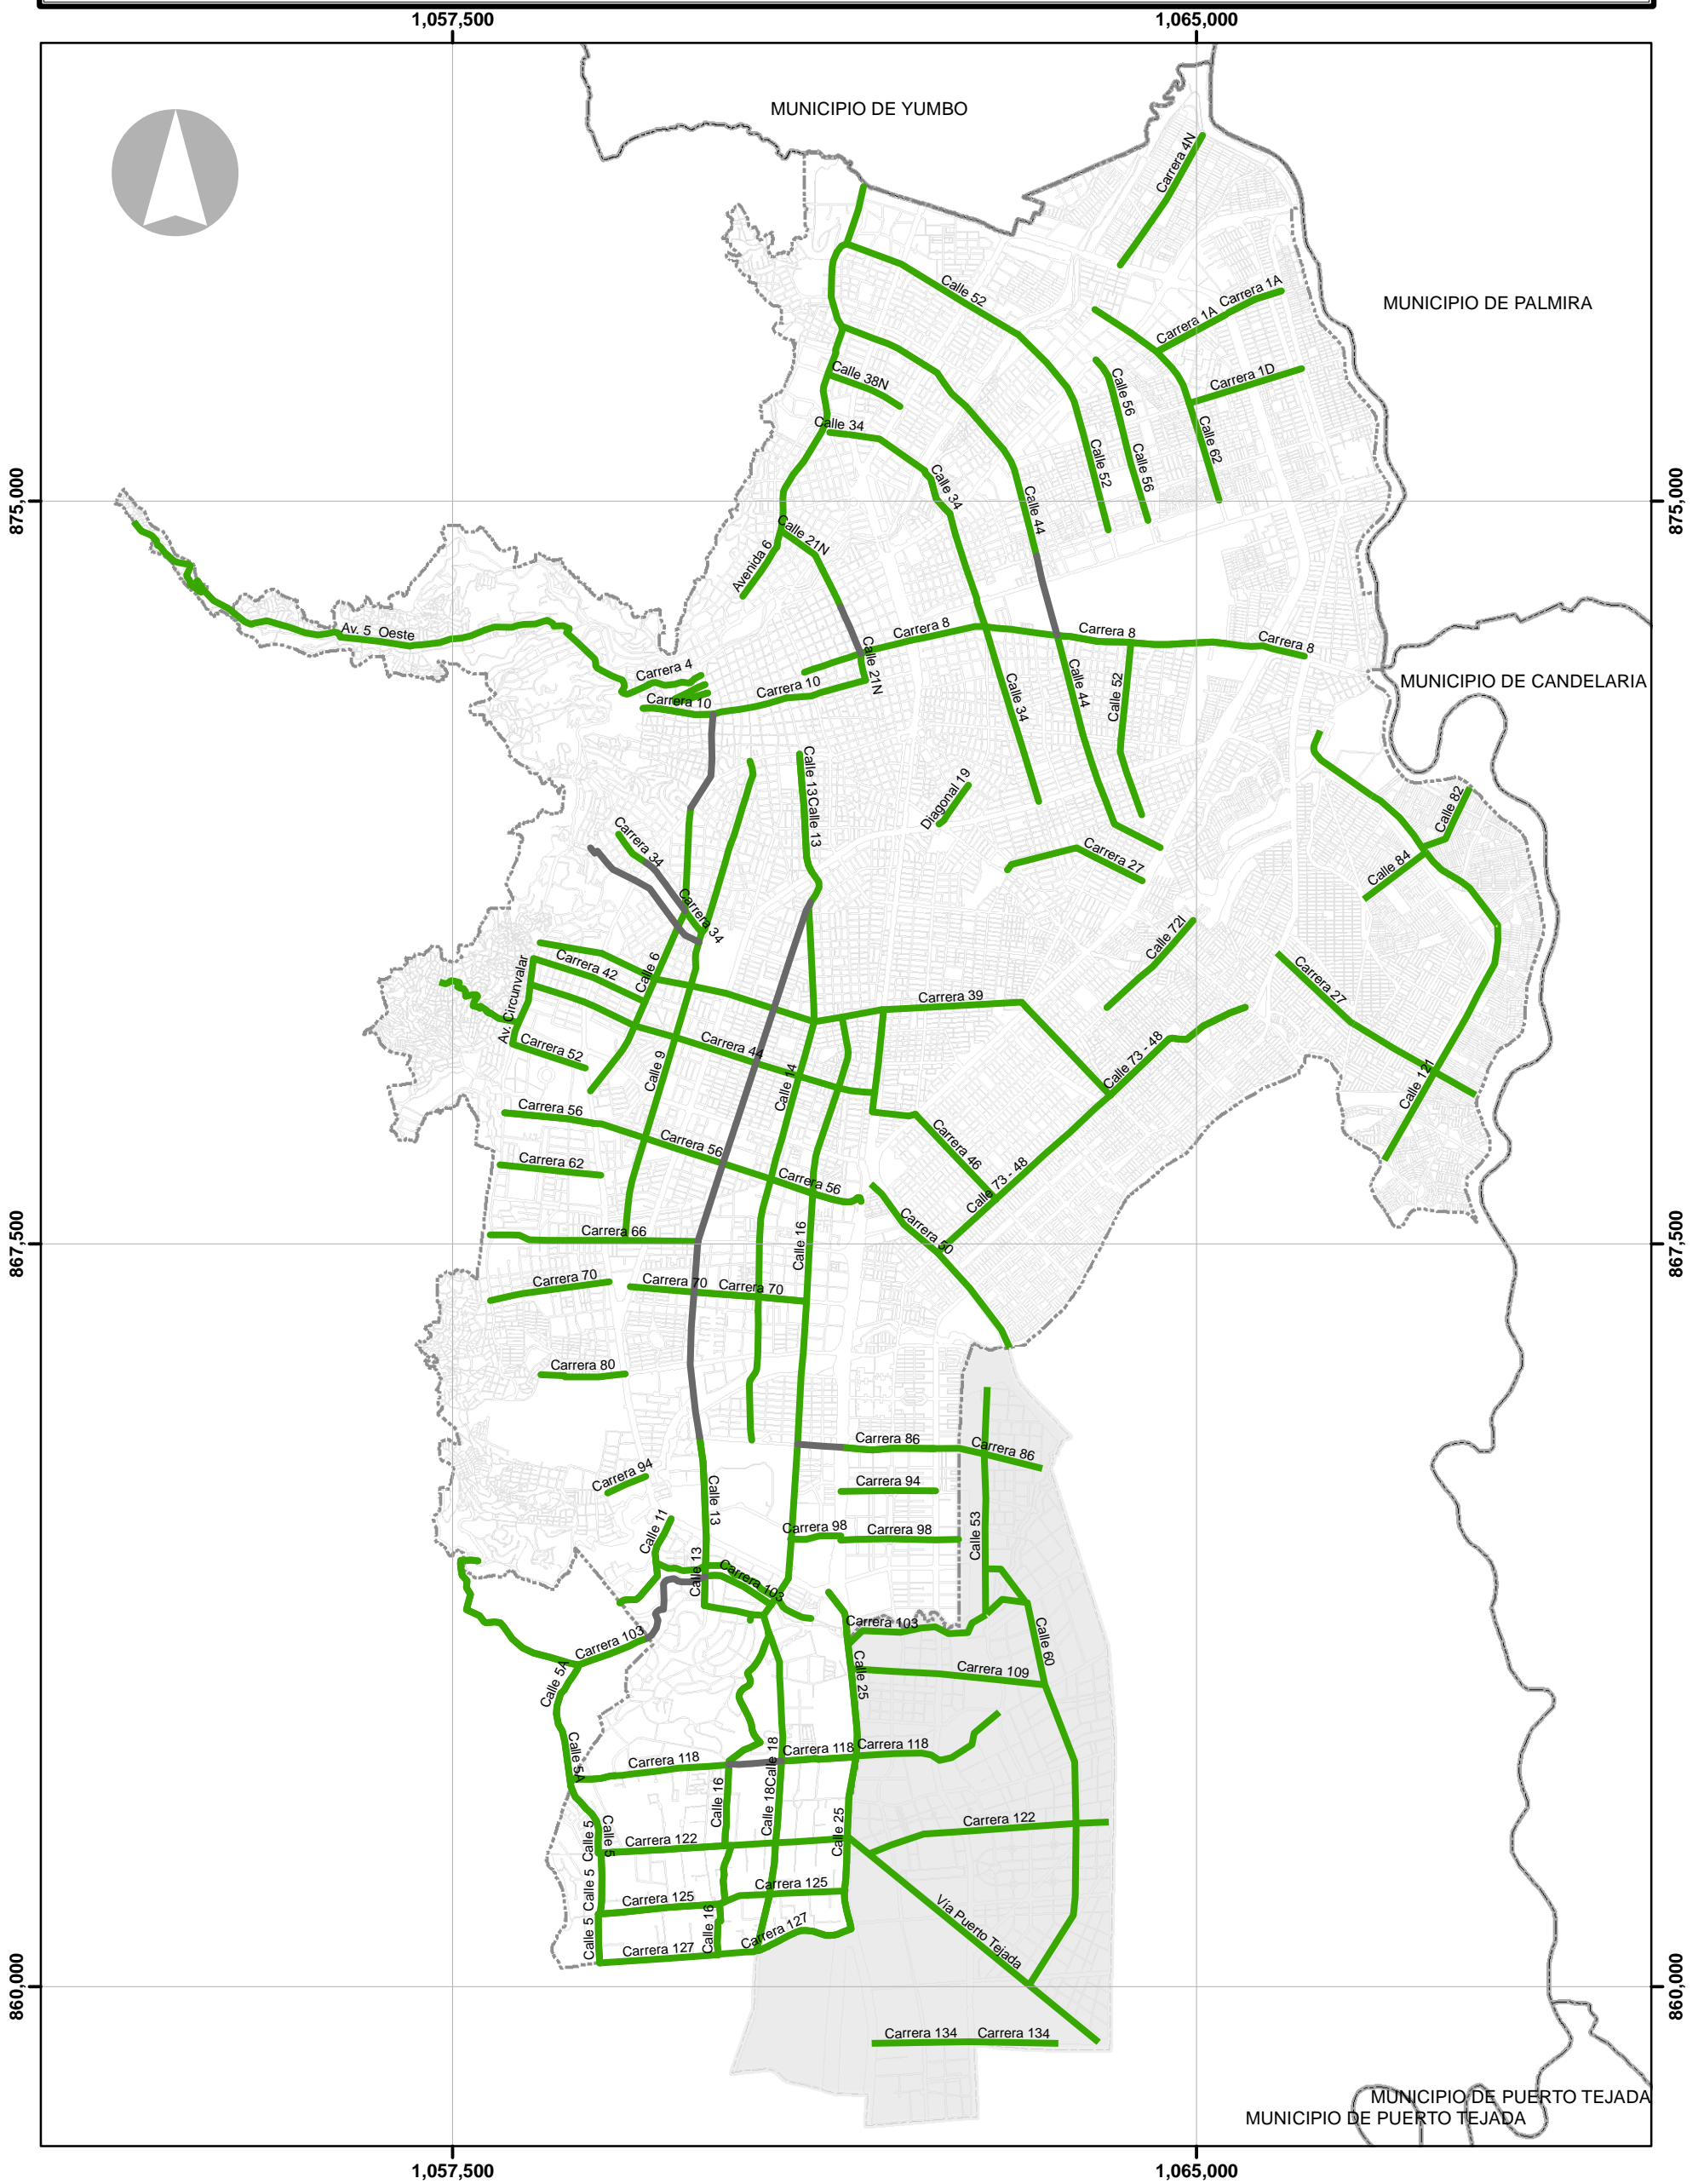 1,057,500
1,065,000
MUNICIPIO DE YUMBO
Carrera 4N
Calle 52
Carrera 1A
Carrera 1A
MUNICIPIO DE PALMIRA
Calle 38N
Carrera 1D
Calle 56
Calle 34
Calle 62
Calle 52
Calle 56
Calle 34
875,000
875,000
Calle 44
Calle 21N
Avenida 6
Av. 5 Oeste
Carrera 8
Carrera 8
Carrera 8
Calle 21N
Carrera 4
Carrera 10
Carrera 10
Calle 34
Calle 44
Calle 52
MUNICIPIO DE CANDELARIA
Calle 13
Calle 13
Diagonal 19
Calle 82
Carrera 34
Carrera 27
Calle 84
Carrera 34
Calle 72I
Carrera 42
Calle 6
Av. Circunvalar
Carrera 27
Carrera 39
Carrera 52
Carrera 44
Calle 9
Calle 14
Calle 73 - 48
Calle 121
Carrera 56
Carrera 56
Carrera 46
Carrera 62
Carrera 56
Calle 73 - 48
Carrera 66
Calle 16
Carrera 50
867,500
867,500
Carrera 70
Carrera 70
Carrera 70
Carrera 80
Carrera 86
Carrera 86
Carrera 94
Carrera 94
Calle 13
Calle 11
Carrera 98
Carrera 98
Calle 53
Calle 13
Carrera 103
Carrera 103
Carrera 103
Calle 60
Calle 5A
Calle 25
Carrera 109
Calle 5A
Carrera 118
Calle 18
Carrera 118
Carrera 118
Calle 16
Calle 18
Calle 25
Carrera 122
Calle 5
Calle 5
Carrera 122
Calle 5
Carrera 125
Carrera 125
Calle 5
Calle 16
Carrera 127
Carrera 127
Vía Puerto Tejada
860,000
860,000
Carrera 134
Carrera 134
MUNICIPIO DE PUERTO TEJADA
MUNICIPIO DE PUERTO TEJADA
1,057,500
1,065,000